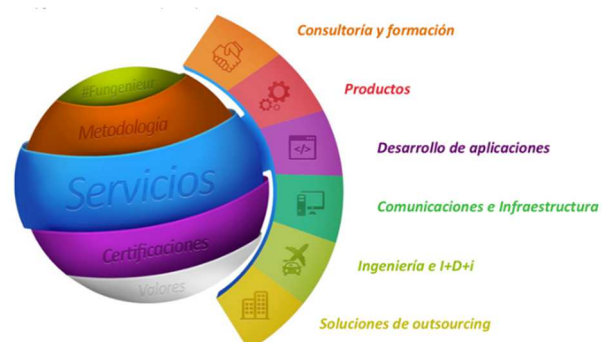 Consultoría y formación
Productos
Desarrollo de aplicaciones
Comunicaciones e Infraestructura
Ingeniería e I+D+i
Soluciones de outsourcing
#Fungenieur
Metodología
Servicios
Certificaciones
Valores
</>